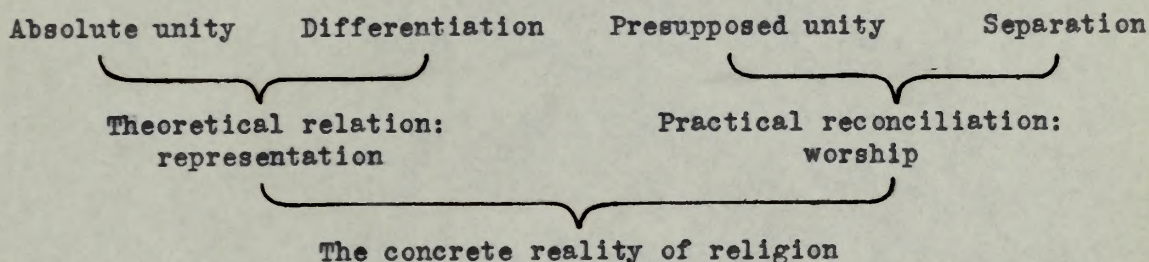 Absolute unity Differentiation Presupposed unity Separation
Theoretical relation: Practical reconciliation:
representation worship
The concrete reality of religion